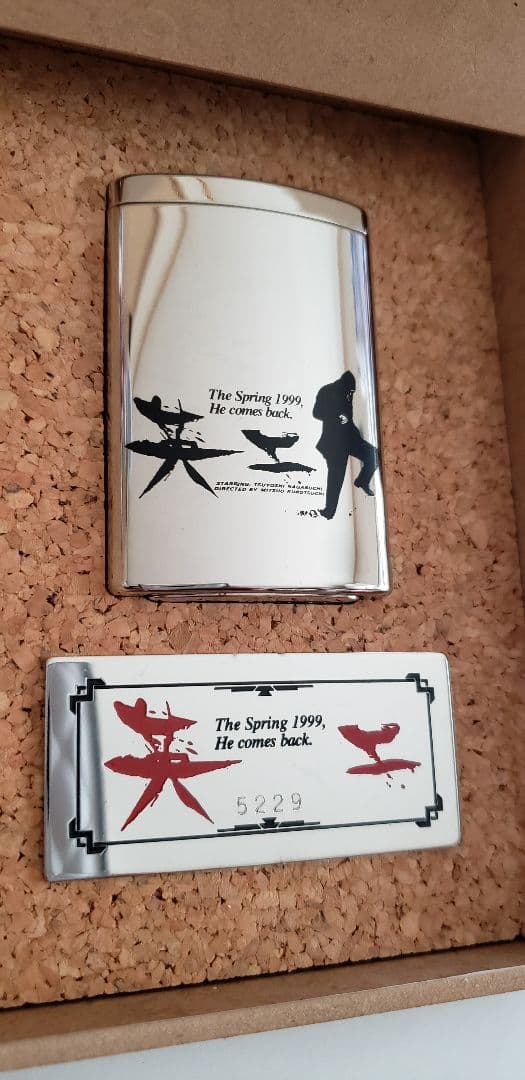 The Spring 1999,
He comes back.
英二
STARRING: TSUYOSHI NAGABUCHI
DIRECTED BY MITSUO KUROTSUCHI
The Spring 1999,
He comes back.
英二
5229